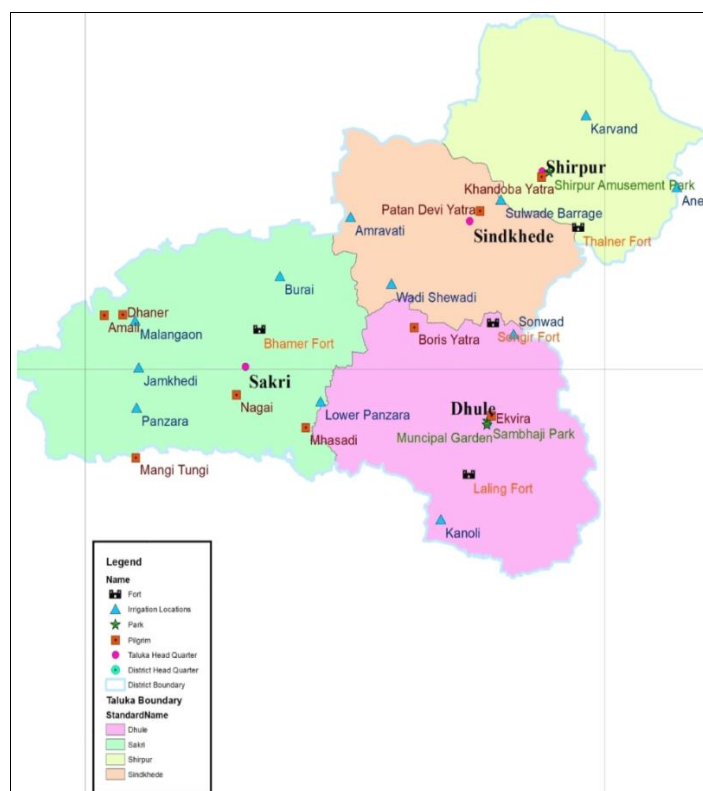 Karvand
Shirpur
Shirpur Amusement Park
Khandoba Yatra
Ane
Patan Devi Yatra
Sulwade Barrage
Amravati
Sindkhede
Thalner Fort
Burai
Wadi Shewadi
Dhaner
Amali
Malangaon
Sonwad
Songir Fort
Boris Yatra
Bhamer Fort
Jamkhedi
Sakri
Nagai
Panzara
Lower Panzara
Dhule
Ekvira
Sambhaji Park
Muncipal Garden
Mhasadi
Mangi Tungi
Laling Fort
Kanoli
Legend
Name
Fort
Irrigation Locations
Park
Pilgrim
Taluka Head Quarter
District Head Quarter
District Boundary
Taluka Boundary
StandardName
Dhule
Sakri
Shirpur
Sindkhede